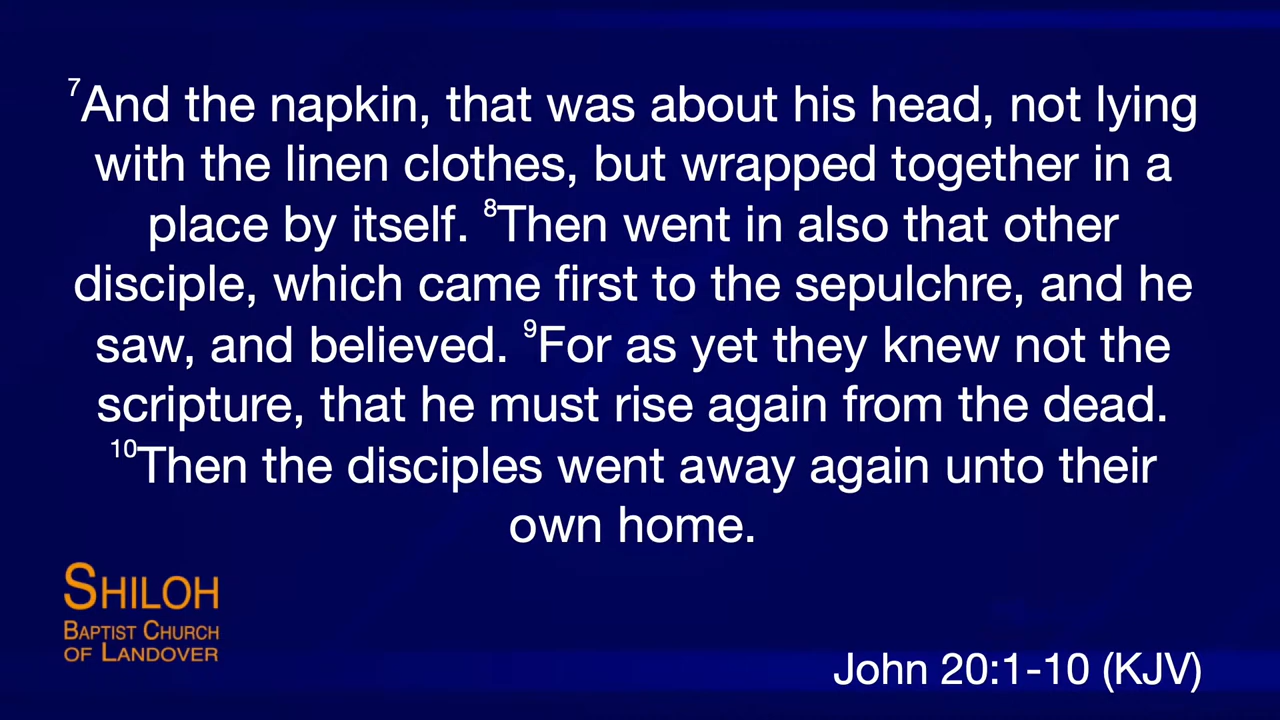 7And the napkin, that was about his head, not lying
with the linen clothes, but wrapped together in a
place by itself. 8Then went in also that other
disciple, which came first to the sepulchre, and he
saw, and believed. 9For as yet they knew not the
scripture, that he must rise again from the dead.
10Then the disciples went away again unto their
own home.
SHILOH
BAPTIST CHURCH
OF LANDOVER
John 20:1-10 (KJV)